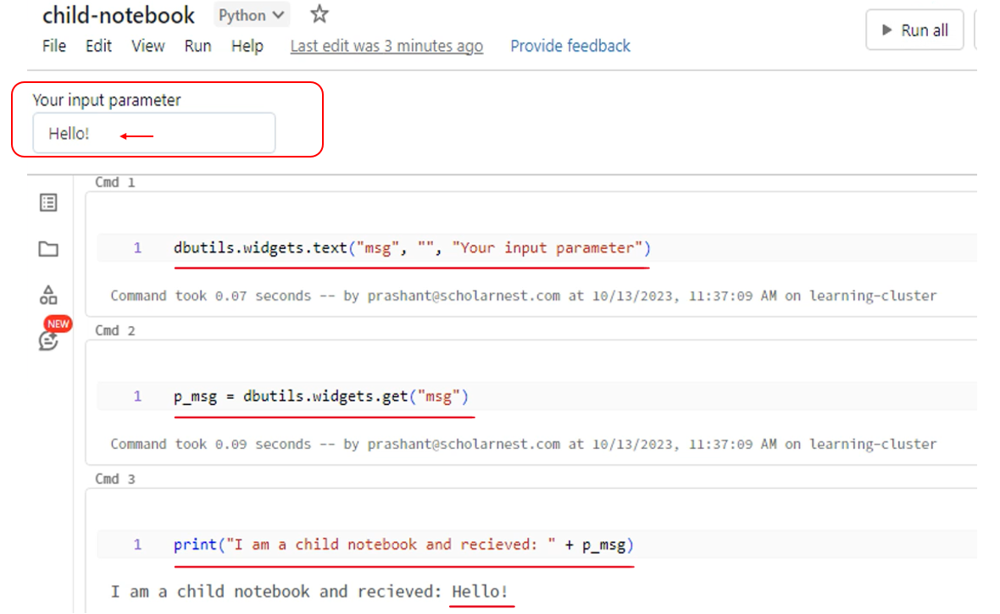 child-notebook Python
Run all
File Edit View Run Help Last edit was 3 minutes ago Provide feedback
Your input parameter
Hello!
Cmd 1
1 dbutils.widgets.text("msg", "", "Your input parameter")
Command took 0.07 seconds -- by prashant@scholarnest.com at 10/13/2023, 11:37:09 AM on learning-cluster
NEW
Cmd 2
1 p_msg = dbutils.widgets.get("msg")
Command took 0.09 seconds -- by prashant@scholarnest.com at 10/13/2023, 11:37:09 AM on learning-cluster
Cmd 3
1 print("I am a child notebook and recieved: " + p_msg)
I am a child notebook and recieved: Hello!